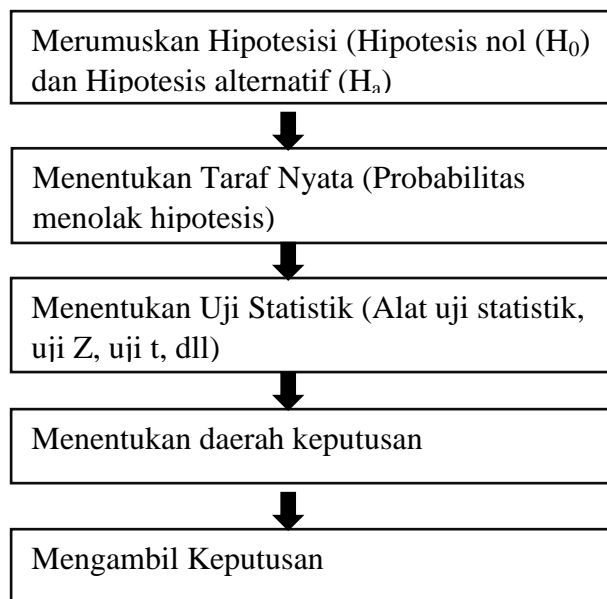 Merumuskan Hipotesisi (Hipotesis nol (H₀)
dan Hipotesis alternatif (Hₐ)
Menentukan Taraf Nyata (Probabilitas
menolak hipotesis)
Menentukan Uji Statistik (Alat uji statistik,
uji Z, uji t, dll)
Menentukan daerah keputusan
Mengambil Keputusan